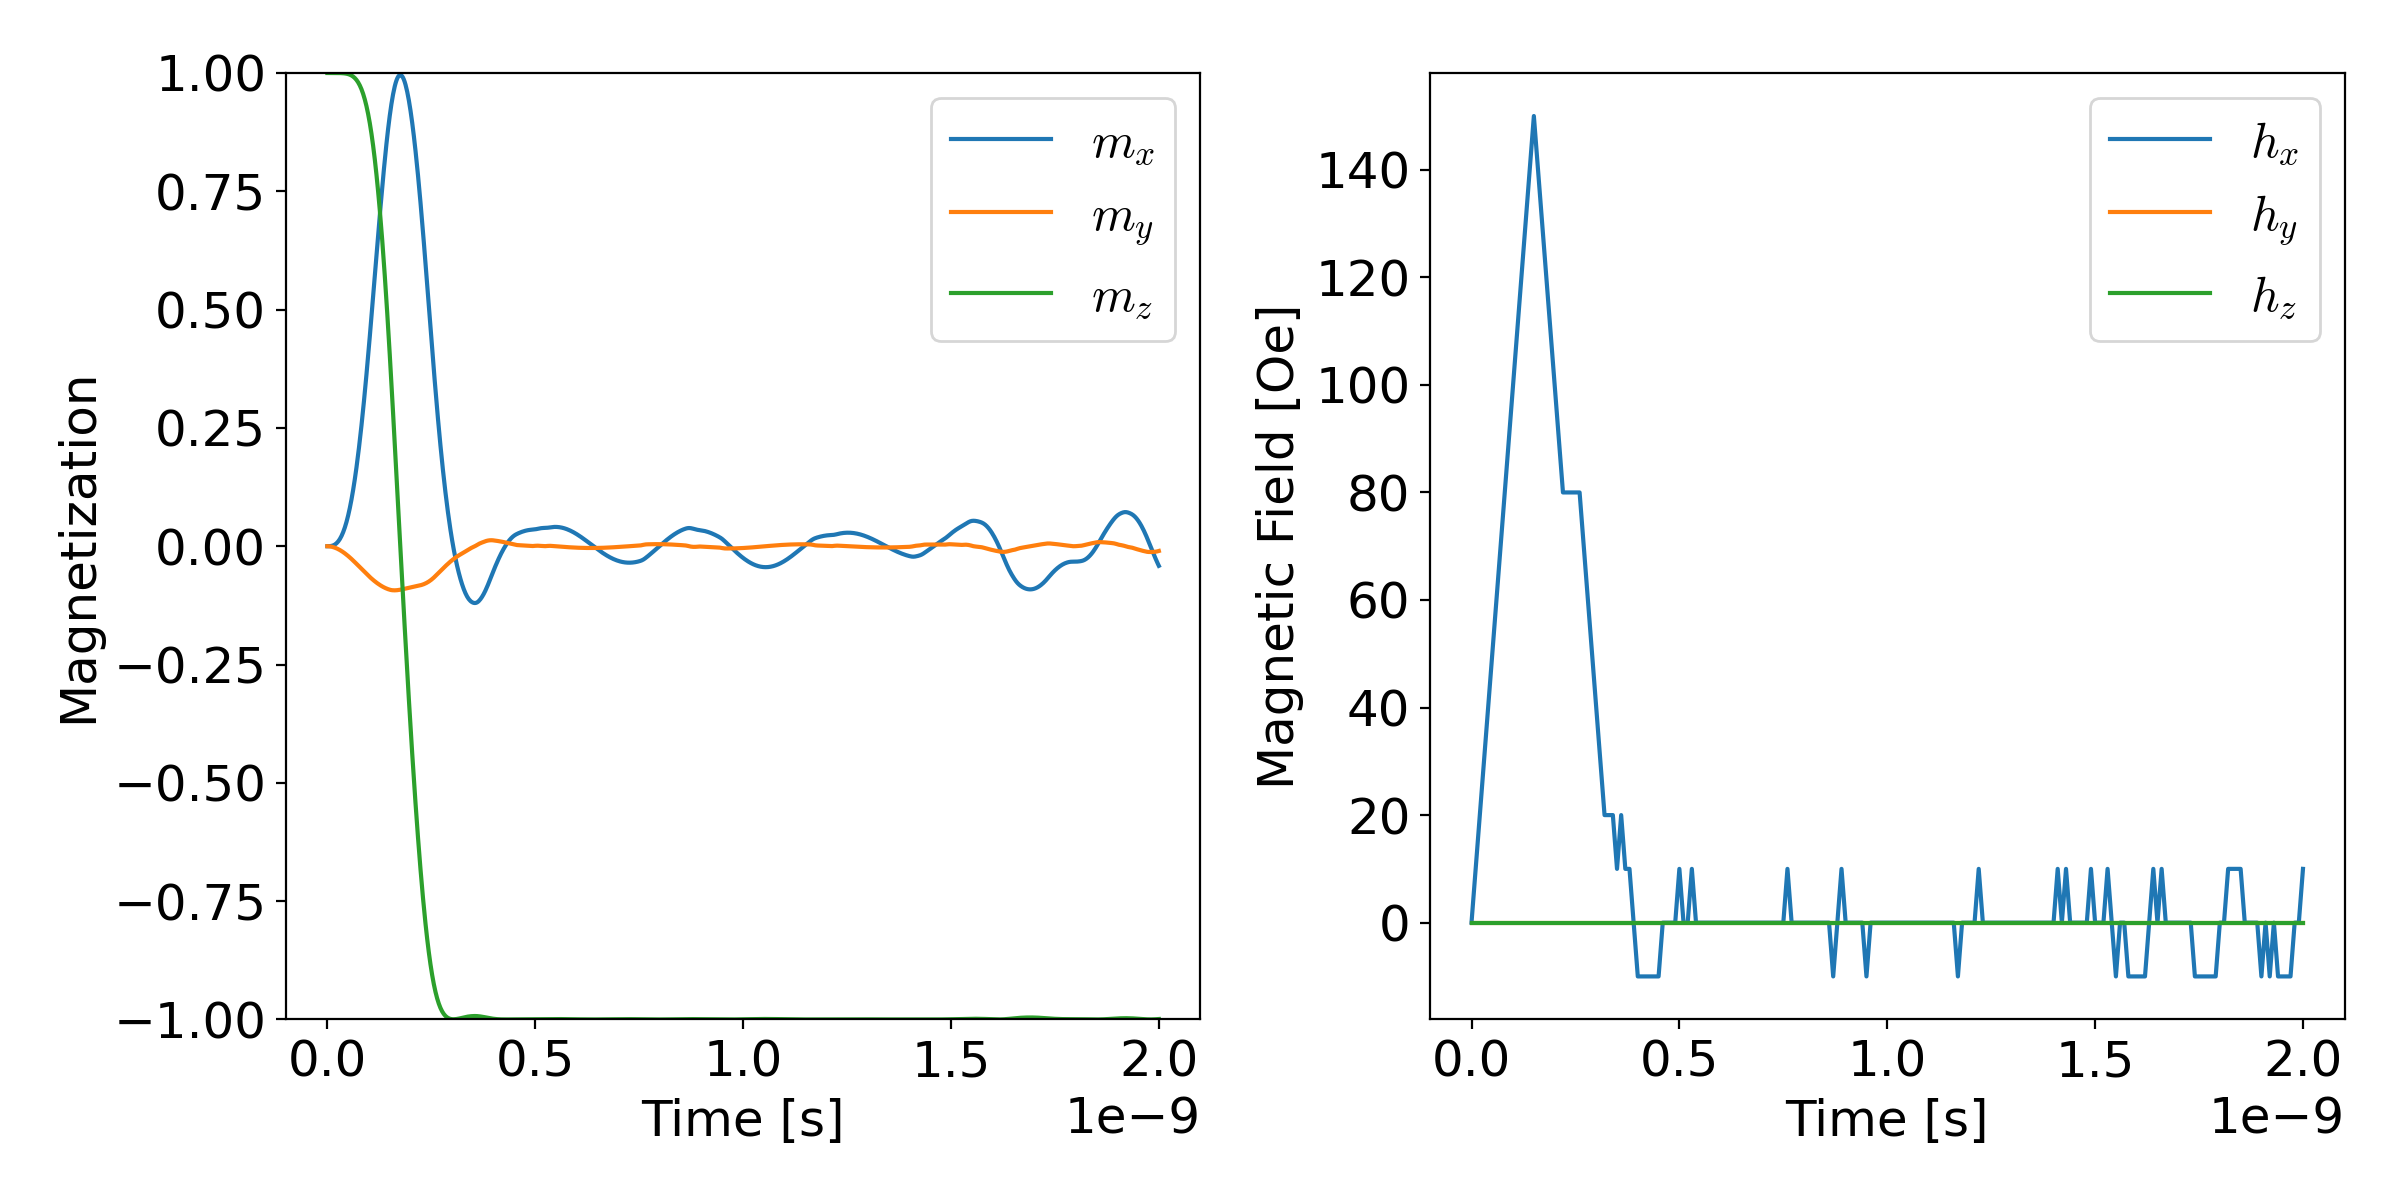 Magnetization
1.00
0.75
0.50
0.25
0.00
−0.25
−0.50
−0.75
−1.00
0.0 0.5 1.0 1.5 2.0
Time [s]
1e−9
m_x
m_y
m_z
Magnetic Field [Oe]
140
120
100
80
60
40
20
0
0.0 0.5 1.0 1.5 2.0
Time [s]
1e−9
h_x
h_y
h_z